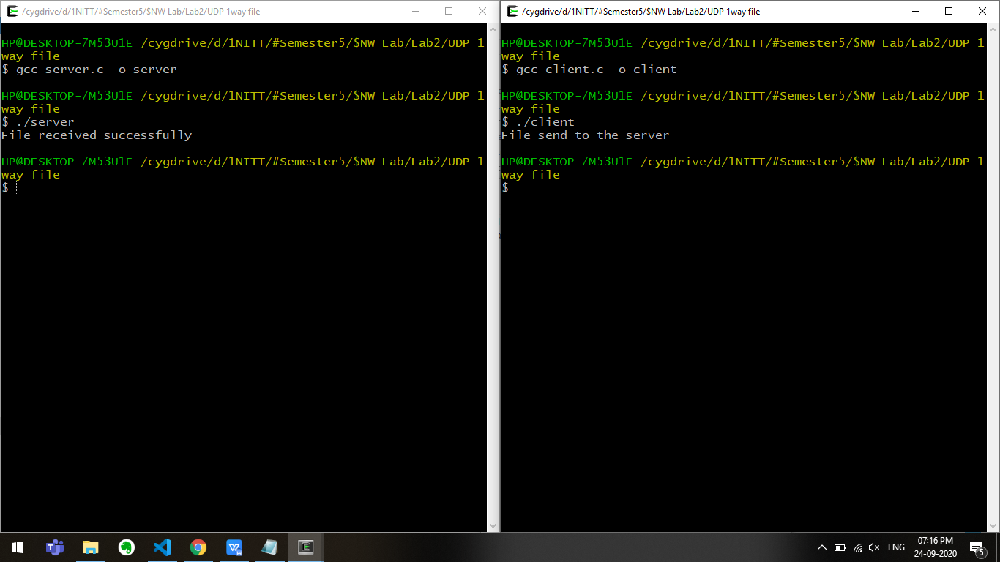 /cygdrive/d/1NITT/#Semester5/$NW Lab/Lab2/UDP 1way file
HP@DESKTOP-7M53U1E /cygdrive/d/1NITT/#Semester5/$NW Lab/Lab2/UDP 1
way file
$ gcc server.c -o server
HP@DESKTOP-7M53U1E /cygdrive/d/1NITT/#Semester5/$NW Lab/Lab2/UDP 1
way file
$ ./server
File received successfully
HP@DESKTOP-7M53U1E /cygdrive/d/1NITT/#Semester5/$NW Lab/Lab2/UDP 1
way file
$
/cygdrive/d/1NITT/#Semester5/$NW Lab/Lab2/UDP 1way file
HP@DESKTOP-7M53U1E /cygdrive/d/1NITT/#Semester5/$NW Lab/Lab2/UDP 1
way file
$ gcc client.c -o client
HP@DESKTOP-7M53U1E /cygdrive/d/1NITT/#Semester5/$NW Lab/Lab2/UDP 1
way file
$ ./client
File send to the server
HP@DESKTOP-7M53U1E /cygdrive/d/1NITT/#Semester5/$NW Lab/Lab2/UDP 1
way file
$
ENG
07:16 PM
24-09-2020
5